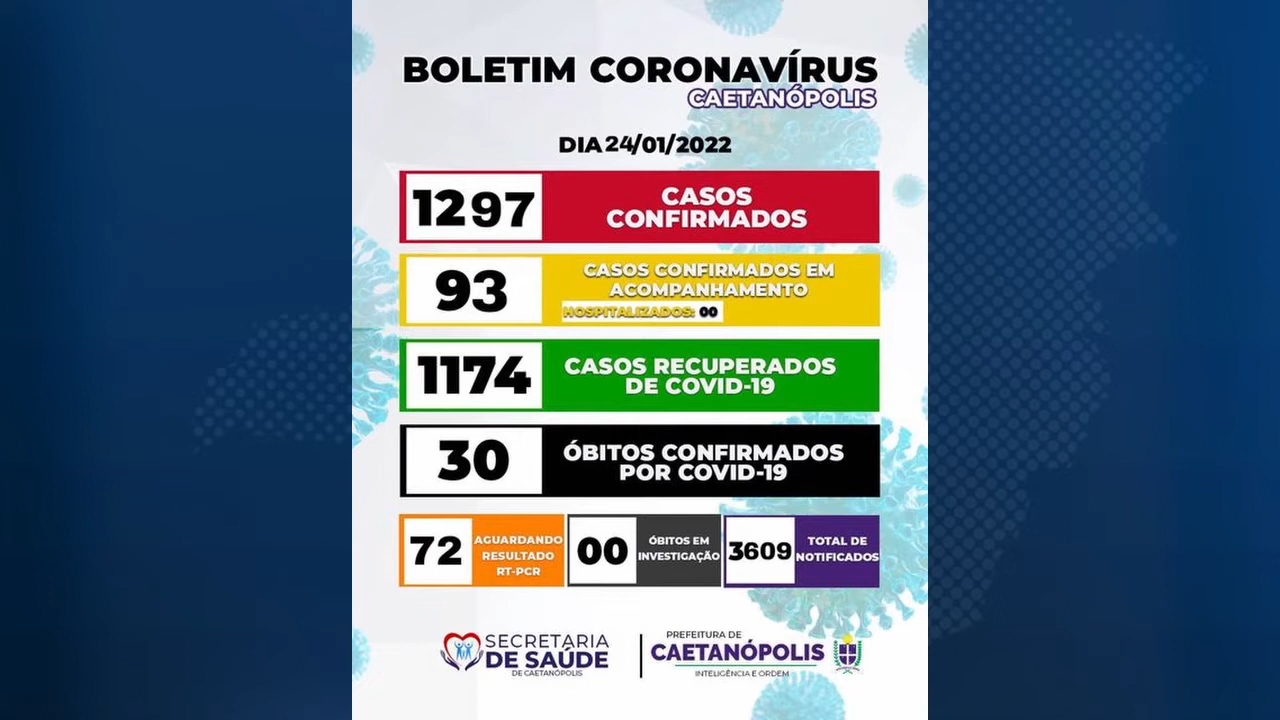 BOLETIM CORONAVÍRUS
CAETANÓPOLIS
DIA 24/01/2022
1297
CASOS
CONFIRMADOS
93
CASOS CONFIRMADOS EM
ACOMPANHAMENTO
HOSPITALIZADOS: 00
1174
CASOS RECUPERADOS
DE COVID-19
30
ÓBITOS CONFIRMADOS
POR COVID-19
72
AGUARDANDO
RESULTADO
RT-PCR
00
ÓBITOS EM
INVESTIGAÇÃO
3609
TOTAL DE
NOTIFICADOS
SECRETARIA
DE SAÚDE
DE CAETANÓPOLIS
PREFEITURA DE
CAETANÓPOLIS
INTELIGÊNCIA E ORDEM